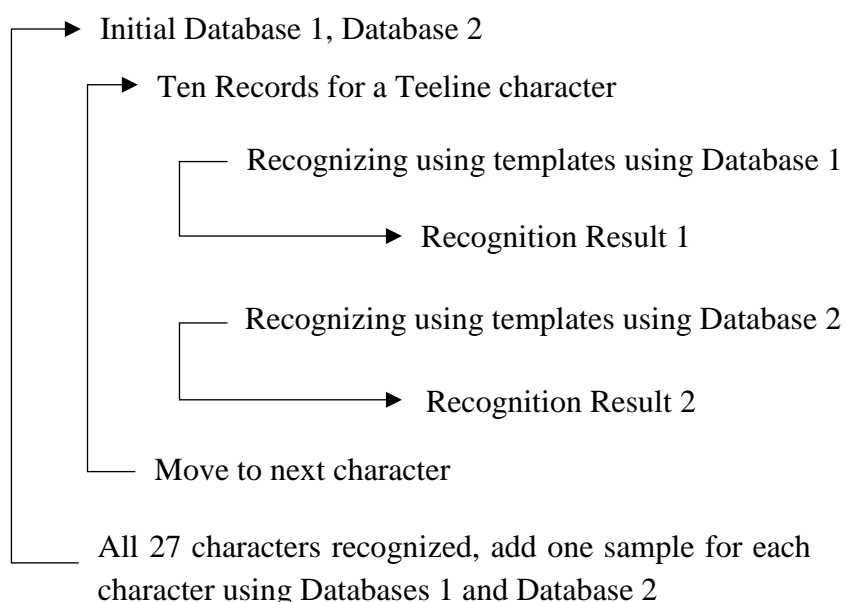 Initial Database 1, Database 2
Ten Records for a Teeline character
Recognizing using templates using Database 1
Recognition Result 1
Recognizing using templates using Database 2
Recognition Result 2
Move to next character
All 27 characters recognized, add one sample for each
character using Databases 1 and Database 2